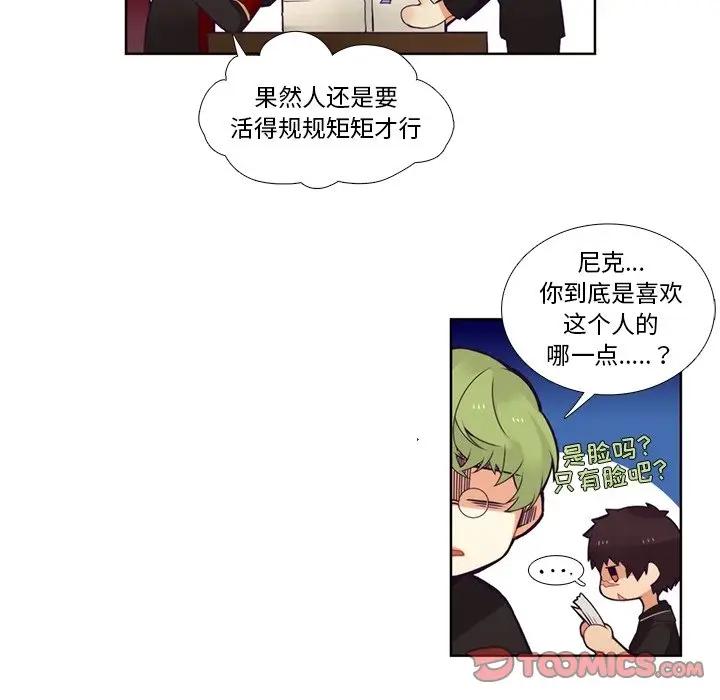 果然人还是要
活得规规矩矩才行
尼克...
你到底是喜欢
这个人的
哪一点.....？
是脸吗？
只有脸吧？
....
TOOMICS.COM